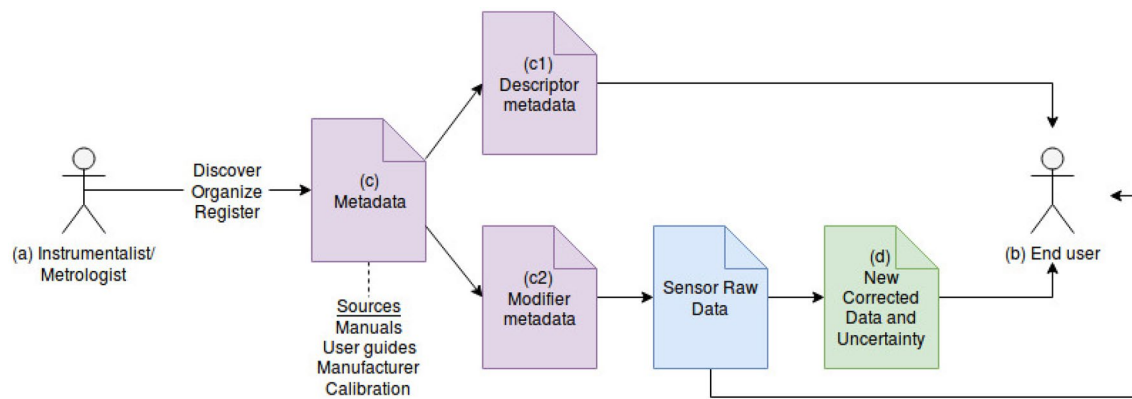 (c1)
Descriptor
metadata
Discover
Organize
Register
(c)
Metadata
(a) Instrumentalist/
Metrologist
(b) End user
Sources
Manuals
User guides
Manufacturer
Calibration
(c2)
Modifier
metadata
Sensor Raw
Data
(d)
New
Corrected
Data and
Uncertainty